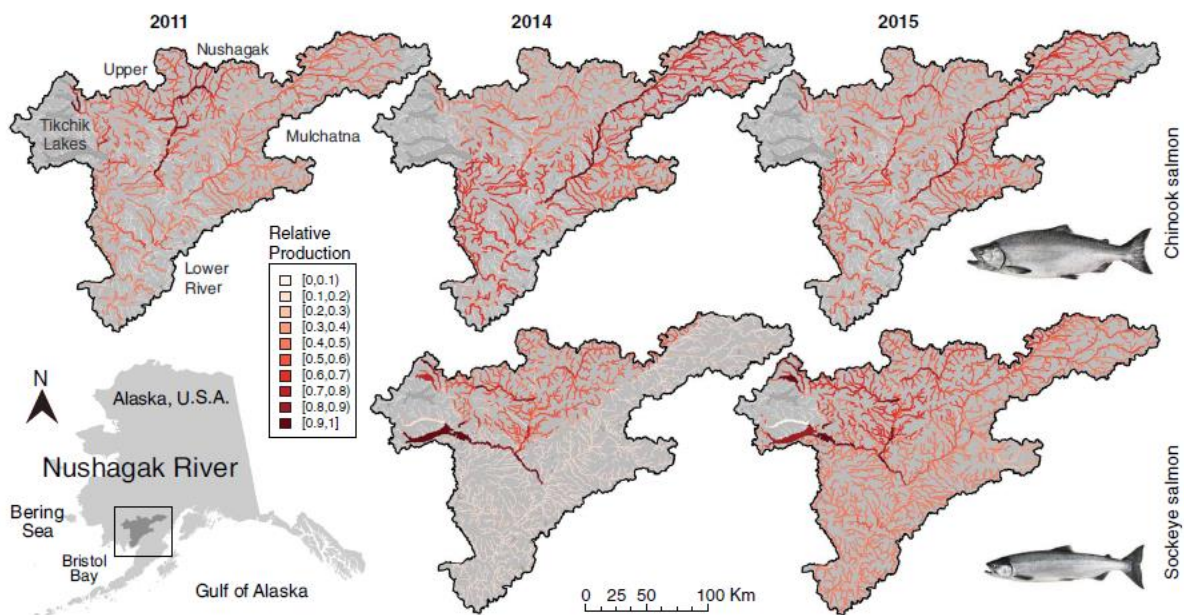 2011
2014
2015
Nushagak
Upper
Tikchik
Lakes
Mulchatna
Lower
River
Chinook salmon
Relative
Production
[0,0.1)
[0.1,0.2)
[0.2,0.3)
[0.3,0.4)
[0.4,0.5)
[0.5,0.6)
[0.6,0.7)
[0.7,0.8)
[0.8,0.9)
[0.9,1]
N
Alaska, U.S.A.
Nushagak River
Bering
Sea
Bristol
Bay
Gulf of Alaska
0 25 50 100 Km
Sockeye salmon